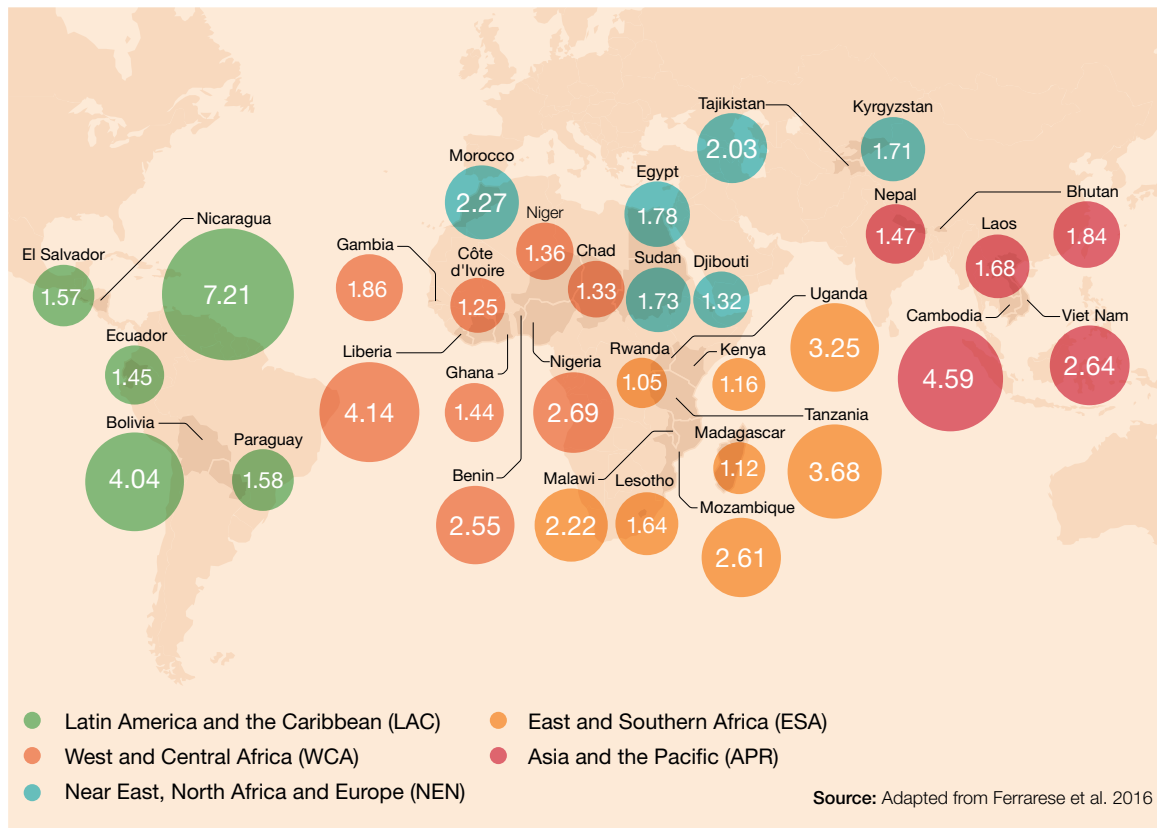 Tajikistan
2.03
Kyrgyzstan
1.71
Morocco
2.27
Egypt
1.78
Nepal
1.47
Bhutan
1.84
Niger
1.36
Nicaragua
7.21
El Salvador
1.57
Gambia
1.86
Côte
d'Ivoire
1.25
Chad
1.33
Sudan
1.73
Djibouti
1.32
Laos
1.68
Uganda
3.25
Cambodia
4.59
Viet Nam
2.64
Ecuador
1.45
Liberia
4.14
Ghana
1.44
Nigeria
2.69
Rwanda
1.05
Kenya
1.16
Bolivia
4.04
Paraguay
1.58
Tanzania
3.68
Madagascar
1.12
Benin
2.55
Malawi
2.22
Lesotho
1.64
Mozambique
2.61
Latin America and the Caribbean (LAC)
West and Central Africa (WCA)
Near East, North Africa and Europe (NEN)
East and Southern Africa (ESA)
Asia and the Pacific (APR)
Source: Adapted from Ferrarese et al. 2016